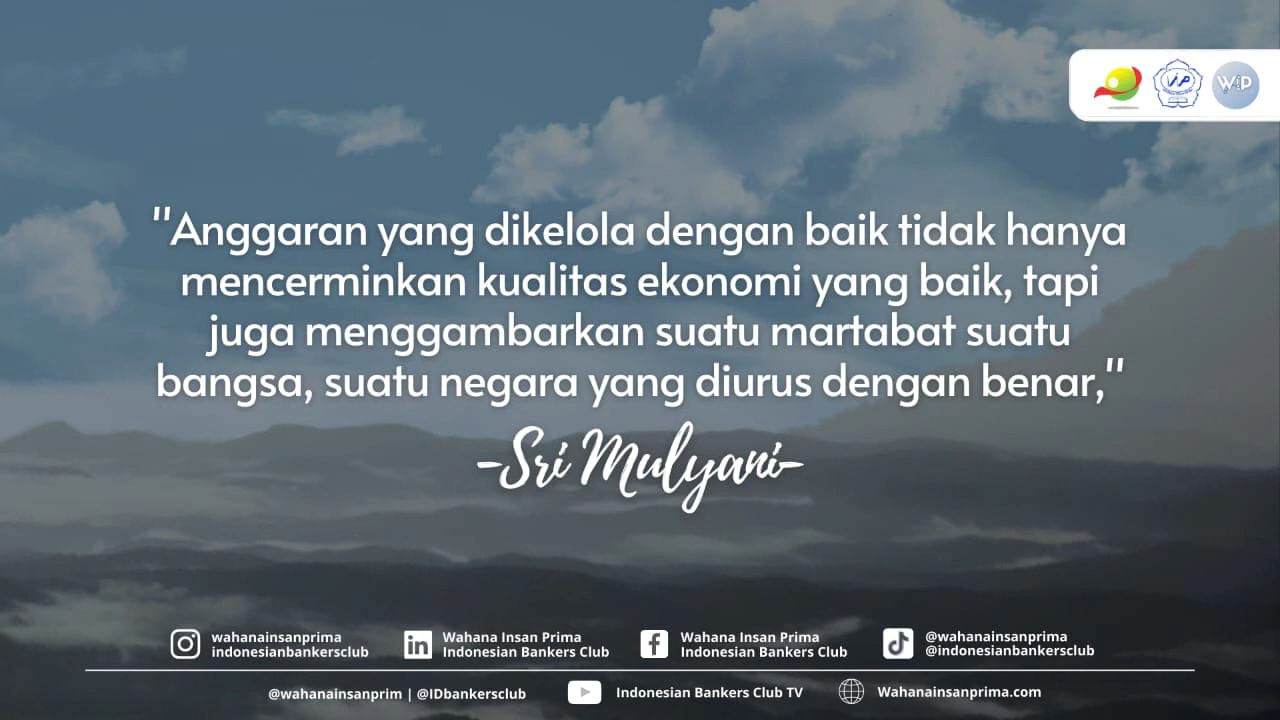 WiP
"Anggaran yang dikelola dengan baik tidak hanya
mencerminkan kualitas ekonomi yang baik, tapi
juga menggambarkan suatu martabat suatu
bangsa, suatu negara yang diurus dengan benar,"
-Sri Mulyani-
wahanainsanprima
indonesianbankersclub
Wahana Insan Prima
Indonesian Bankers Club
Wahana Insan Prima
Indonesian Bankers Club
@wahanainsanprima
@indonesianbankersclub
@wahanainsanprim | @IDbankersclub
Indonesian Bankers Club TV
Wahanainsanprima.com